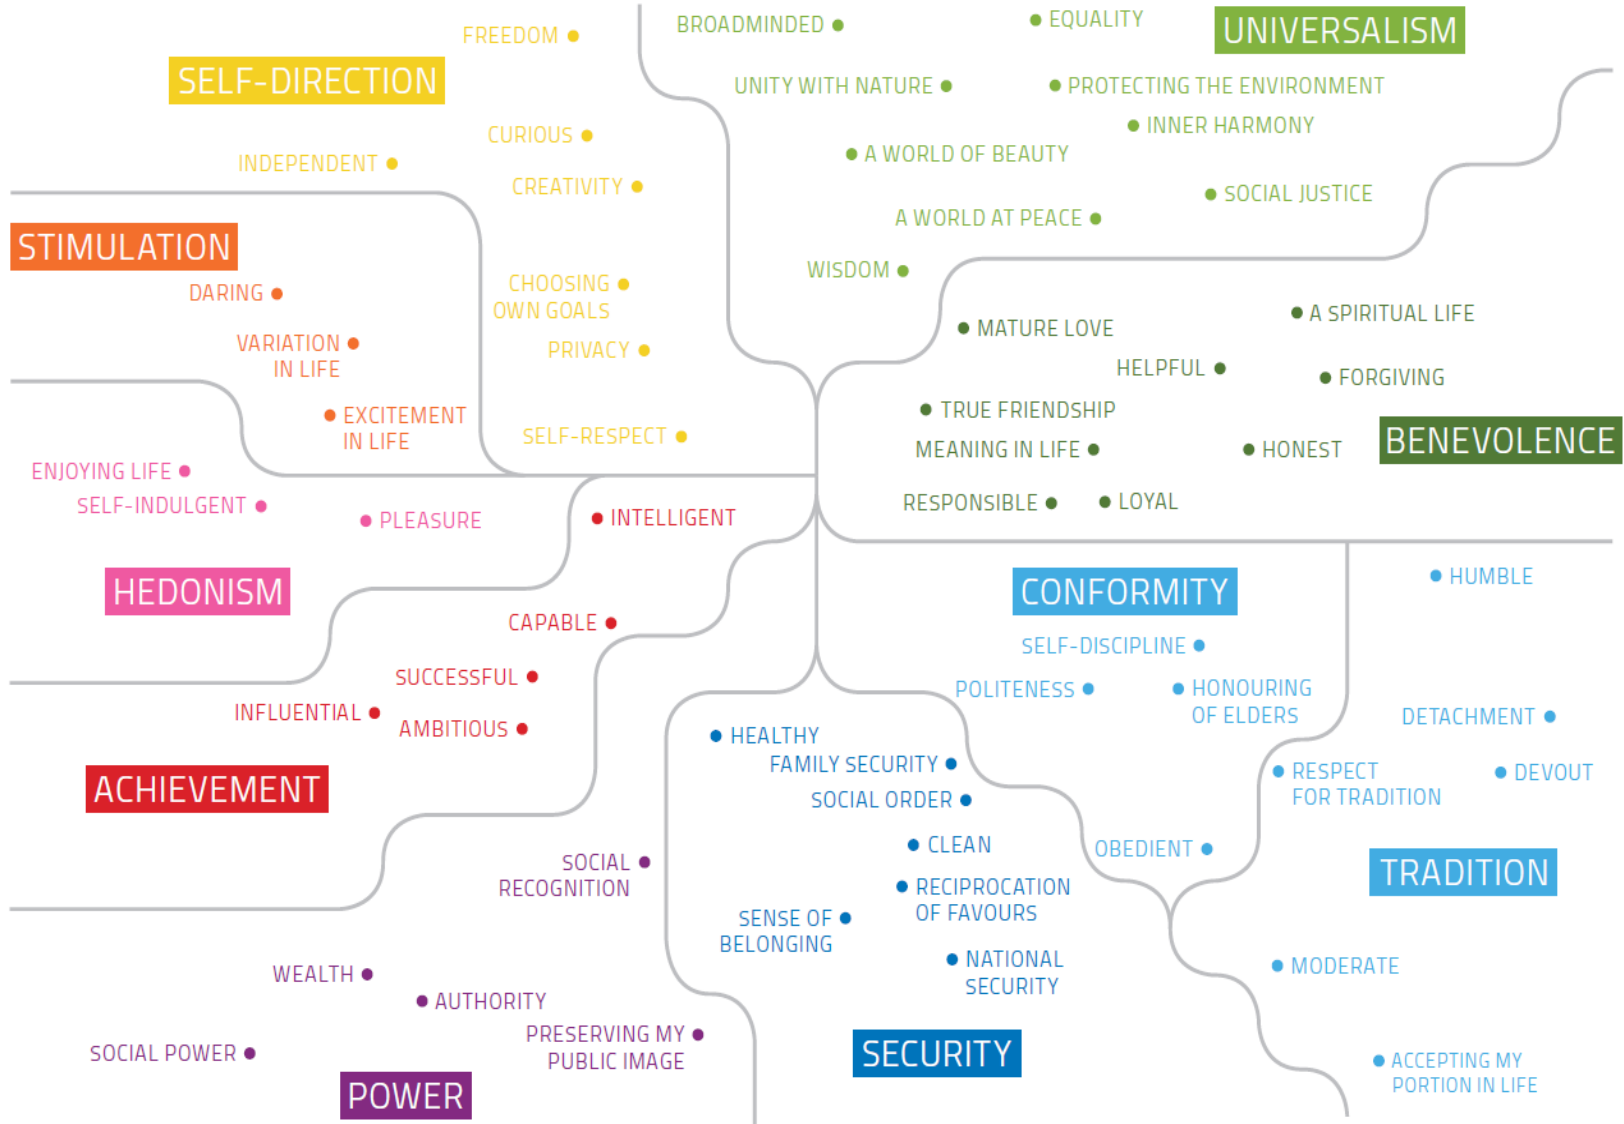 FREEDOM
SELF-DIRECTION
CURIOUS
INDEPENDENT
CREATIVITY
CHOOSING
OWN GOALS
PRIVACY
SELF-RESPECT
BROADMINDED
EQUALITY
UNIVERSALISM
UNITY WITH NATURE
PROTECTING THE ENVIRONMENT
INNER HARMONY
A WORLD OF BEAUTY
SOCIAL JUSTICE
A WORLD AT PEACE
WISDOM
STIMULATION
DARING
VARIATION
IN LIFE
EXCITEMENT
IN LIFE
MATURE LOVE
A SPIRITUAL LIFE
HELPFUL
FORGIVING
TRUE FRIENDSHIP
MEANING IN LIFE
HONEST
BENEVOLENCE
RESPONSIBLE
LOYAL
ENJOYING LIFE
SELF-INDULGENT
PLEASURE
HEDONISM
INTELLIGENT
CAPABLE
SUCCESSFUL
INFLUENTIAL
AMBITIOUS
ACHIEVEMENT
CONFORMITY
SELF-DISCIPLINE
POLITENESS
HONOURING
OF ELDERS
OBEDIENT
HUMBLE
DETACHMENT
RESPECT
FOR TRADITION
DEVOUT
TRADITION
MODERATE
ACCEPTING MY
PORTION IN LIFE
HEALTHY
FAMILY SECURITY
SOCIAL ORDER
CLEAN
RECIPROCATION
OF FAVOURS
SENSE OF
BELONGING
NATIONAL
SECURITY
SECURITY
SOCIAL
RECOGNITION
WEALTH
AUTHORITY
PRESERVING MY
PUBLIC IMAGE
SOCIAL POWER
POWER